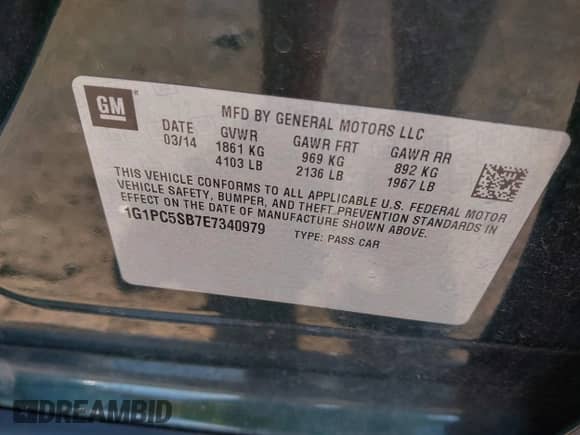 GM
MFD BY GENERAL MOTORS LLC
DATE GVWR GAWR FRT GAWR RR
03/14 1861 KG 969 KG 892 KG
4103 LB 2136 LB 1967 LB
THIS VEHICLE CONFORMS TO ALL APPLICABLE U.S. FEDERAL MOTOR
VEHICLE SAFETY, BUMPER, AND THEFT PREVENTION STANDARDS IN
EFFECT ON THE DATE OF MANUFACTURE SHOWN ABOVE.
1G1PC5SB7E7340979
TYPE: PASS CAR
DREAMBID